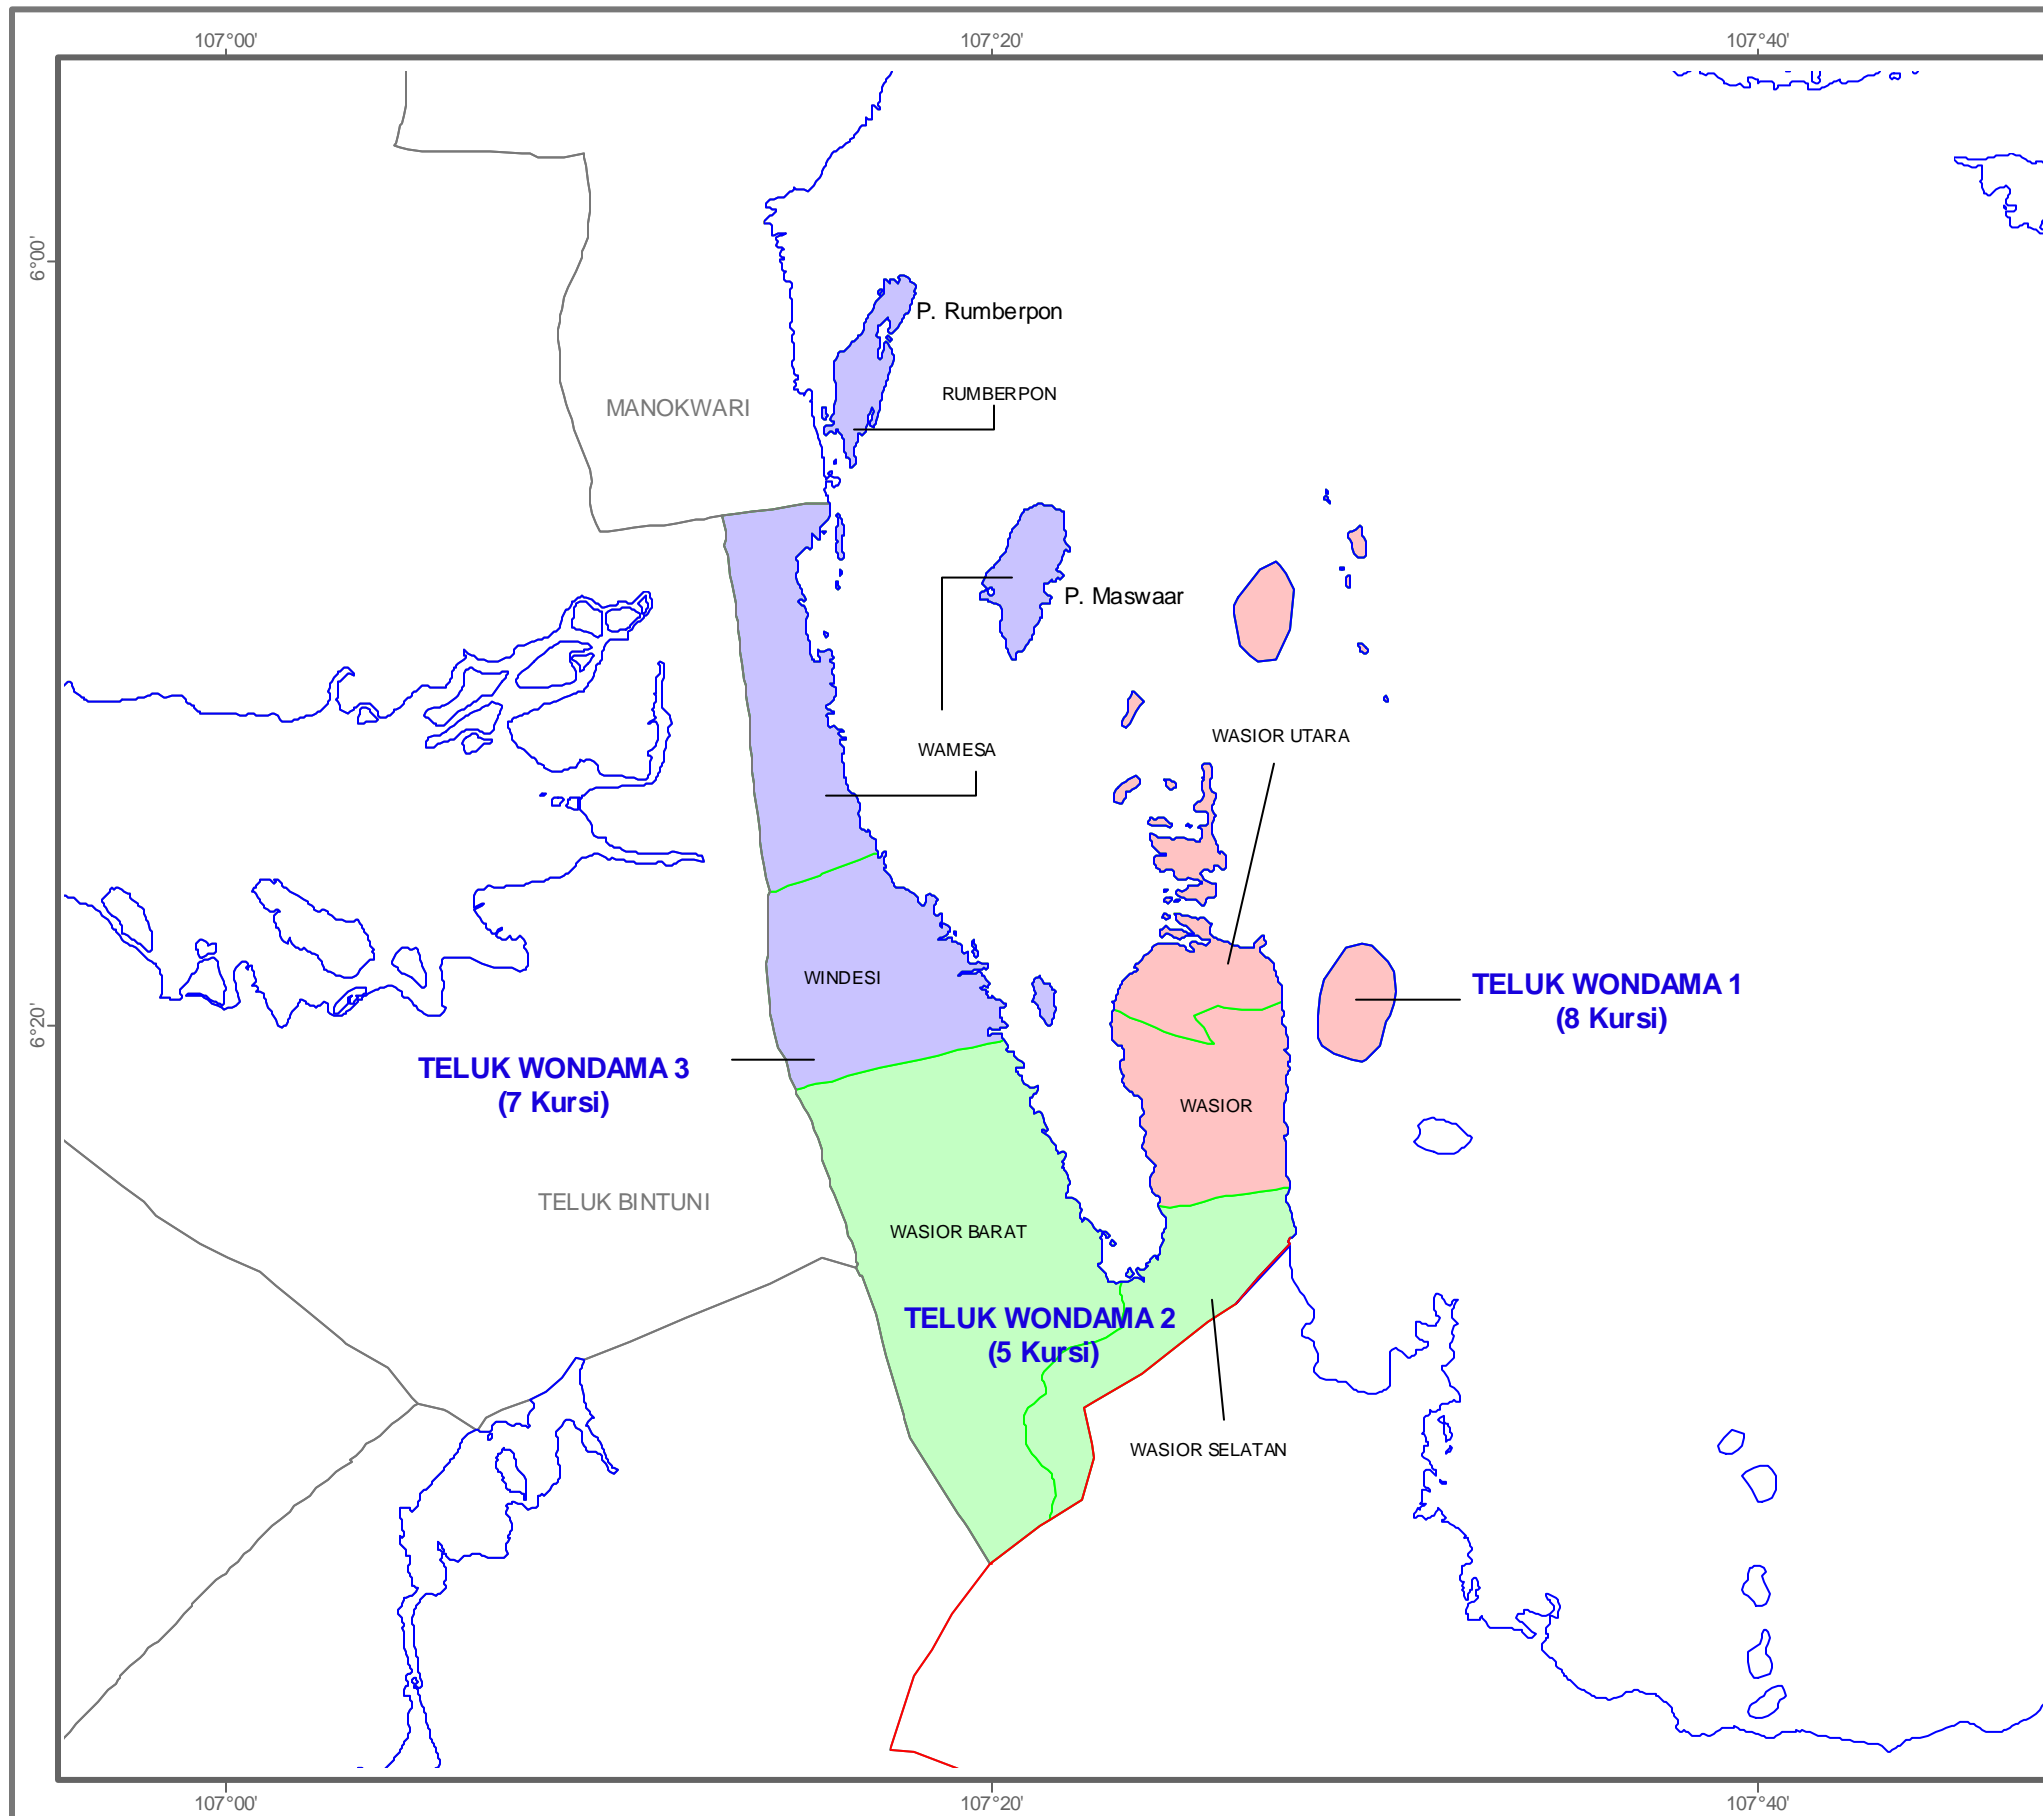 107°00'
107°20'
107°40'
6°00'
P. Rumberpon
RUMBERPON
MANOKWARI
P. Maswaar
WASIOR UTARA
WAMESA
WINDESI
TELUK WONDAMA 1
(8 Kursi)
6°20'
TELUK WONDAMA 3
(7 Kursi)
WASIOR
TELUK BINTUNI
WASIOR BARAT
TELUK WONDAMA 2
(5 Kursi)
WASIOR SELATAN
107°00'
107°20'
107°40'